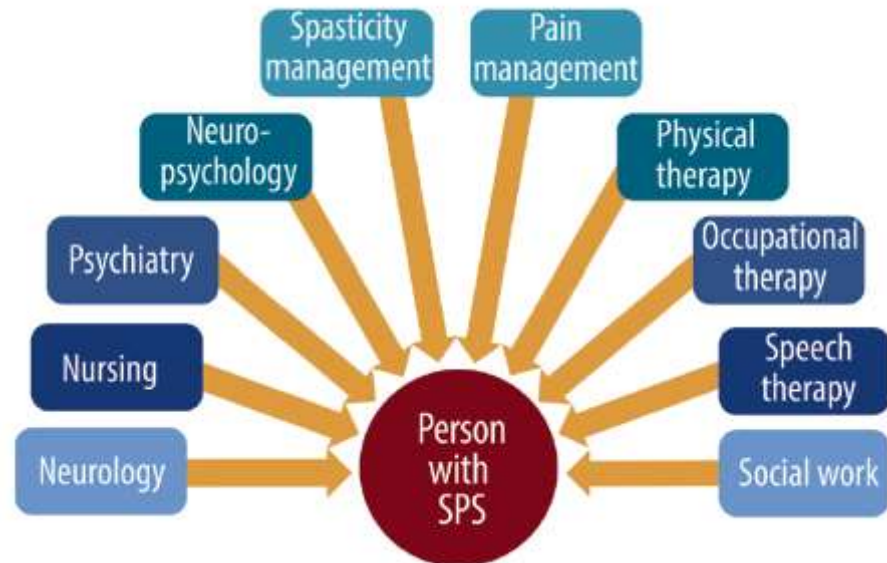 Spasticity
management
Pain
management
Neuro-
psychology
Physical
therapy
Psychiatry
Occupational
therapy
Nursing
Speech
therapy
Neurology
Social work
Person
with
SPS